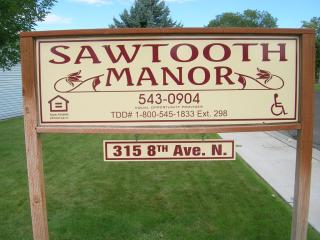 SAWTOOTH
MANOR
543-0904
EQUAL OPPORTUNITY PROVIDER
TDD# 1-800-545-1833 Ext. 298
315 8TH Ave. N.